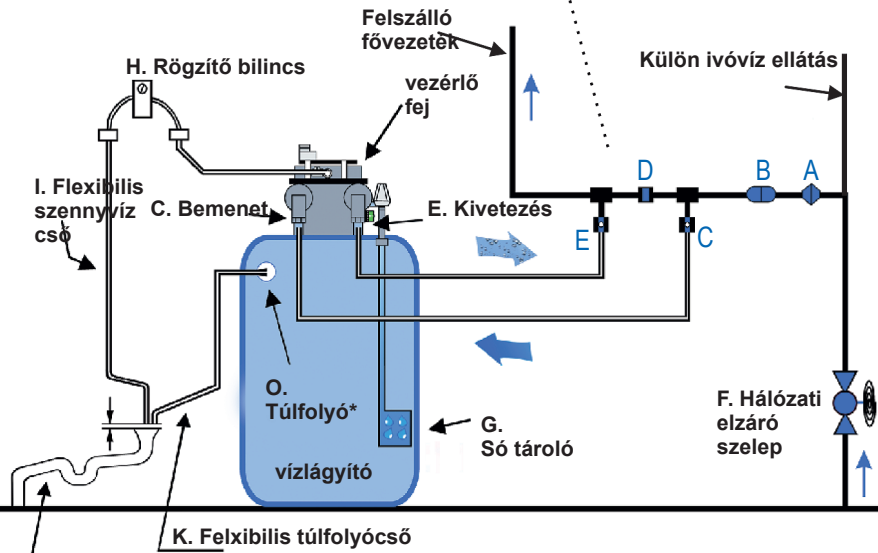 Felszálló
fővezeték
H. Rögzítő bilincs
vezérlő
fej
Külön ivóvíz ellátás
I. Flexibilis
szennyvíz
cső
C. Bemenet
E. Kivetezés
D
B
A
E
C
O.
Túlfolyó*
G.
Só tároló
F. Hálózati
elzáró
szelep
vízlágyító
K. Felxibilis túlfolyócső